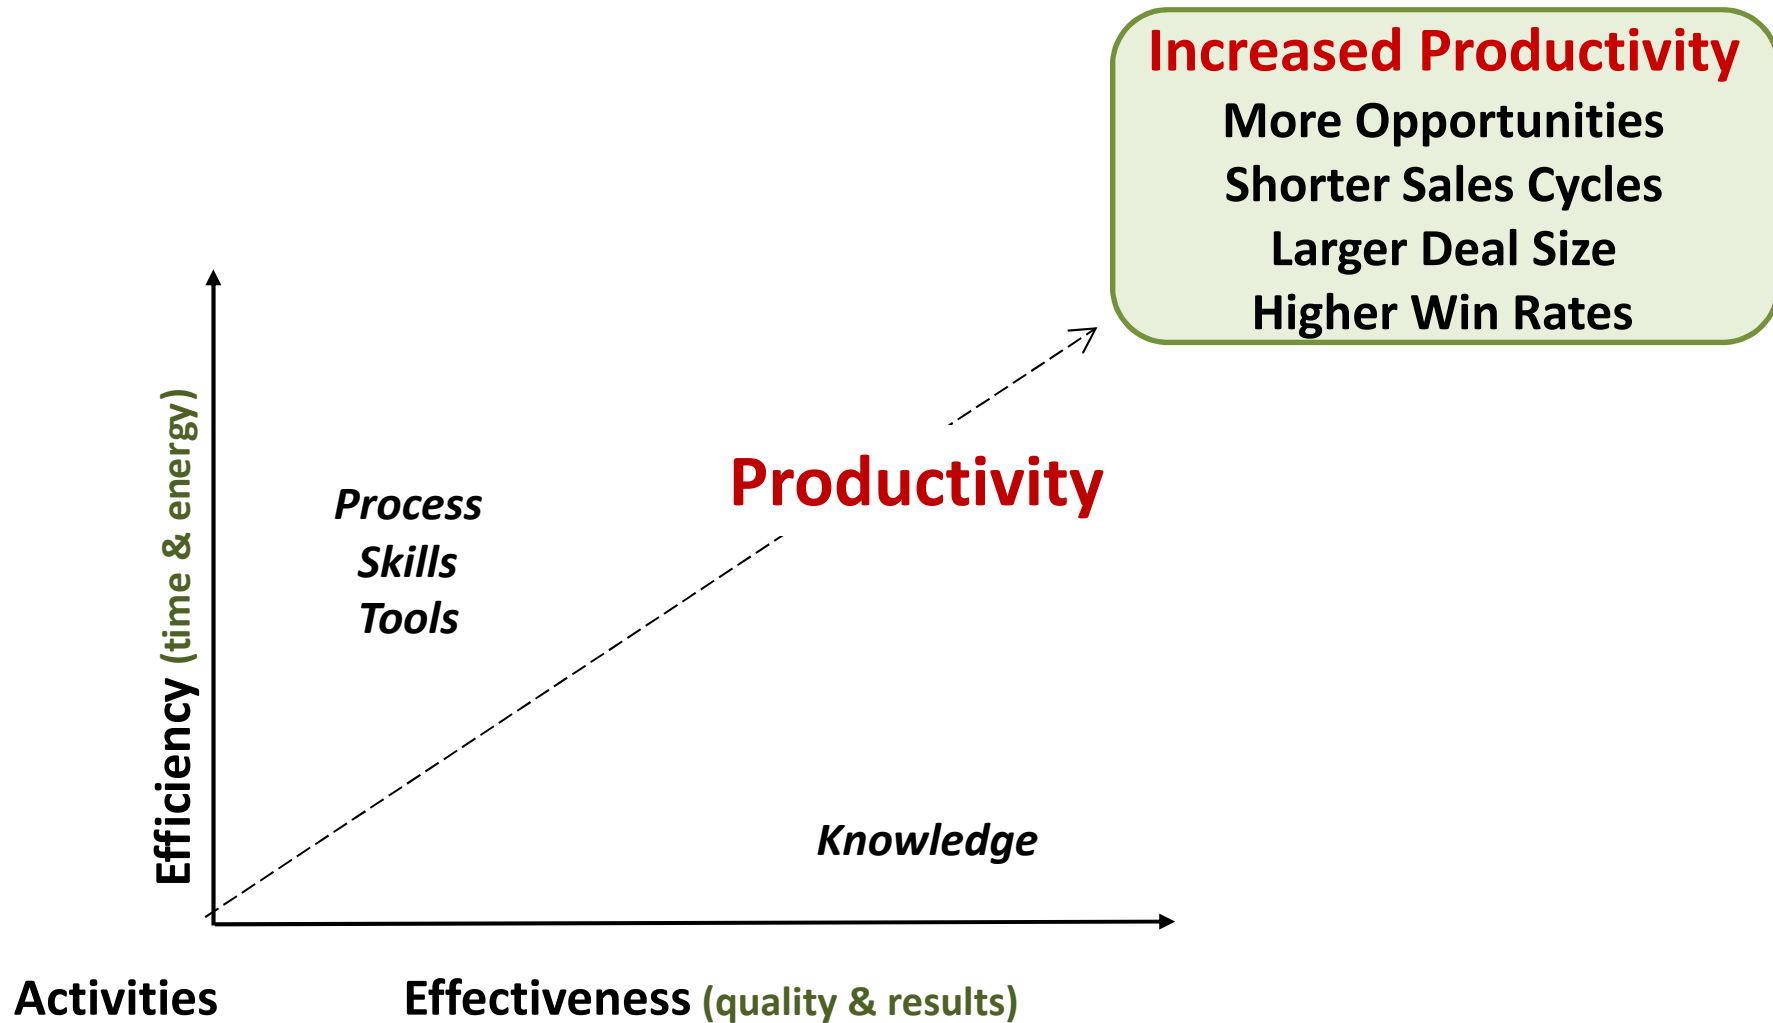 Increased Productivity
More Opportunities
Shorter Sales Cycles
Larger Deal Size
Higher Win Rates
Efficiency (time & energy)
Process
Skills
Tools
Productivity
Knowledge
Activities
Effectiveness (quality & results)